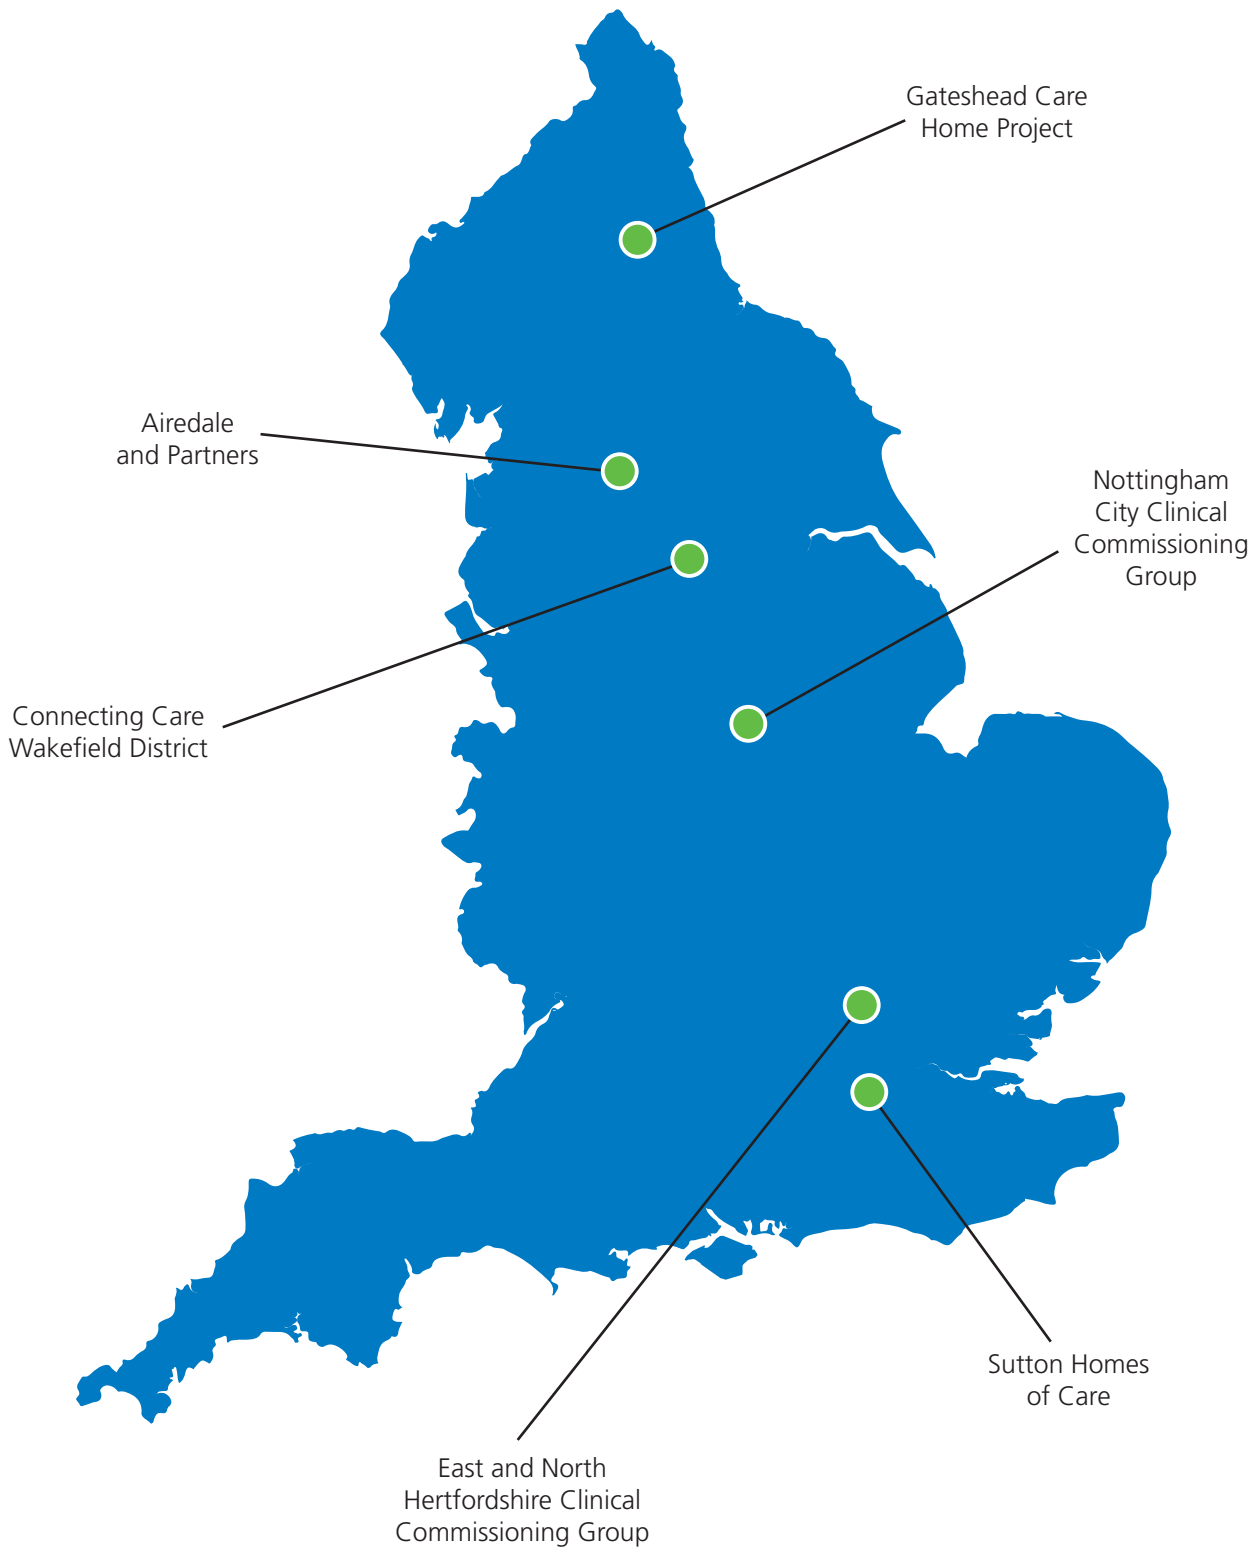 Gateshead Care
Home Project
Airedale
and Partners
Nottingham
City Clinical
Commissioning
Group
Connecting Care
Wakefield District
Sutton Homes
of Care
East and North
Hertfordshire Clinical
Commissioning Group